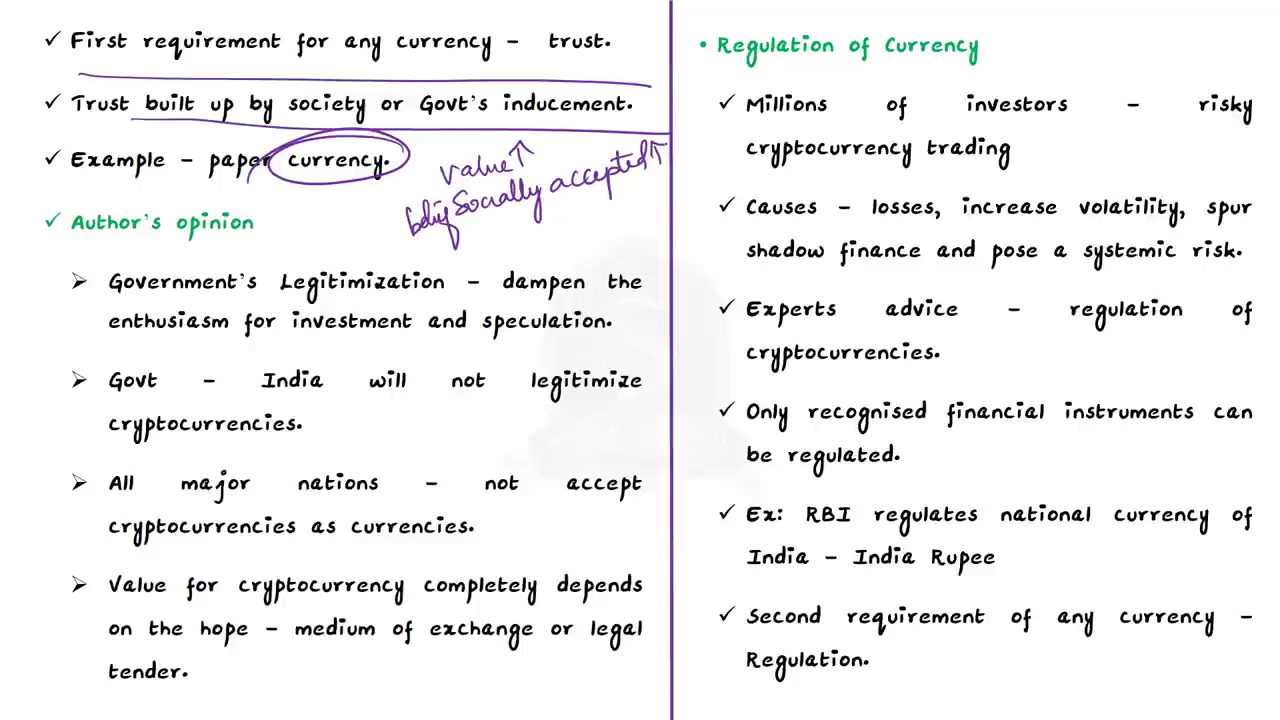 ✓ First requirement for any currency – trust.
✓ Trust built up by society or Govt's inducement.
✓ Example – paper currency.
value↑
Socially accepted↑
✓ Author's opinion
➢ Government's Legitimization – dampen the
enthusiasm for investment and speculation.
➢ Govt – India will not legitimize
cryptocurrencies.
➢ All major nations – not accept
cryptocurrencies as currencies.
➢ Value for cryptocurrency completely depends
on the hope – medium of exchange or legal
tender.
• Regulation of Currency
✓ Millions of investors – risky
cryptocurrency trading
✓ Causes – losses, increase volatility, spur
shadow finance and pose a systemic risk.
✓ Experts advice – regulation of
cryptocurrencies.
✓ Only recognised financial instruments can
be regulated.
✓ Ex: RBI regulates national currency of
India – India Rupee
✓ Second requirement of any currency –
Regulation.